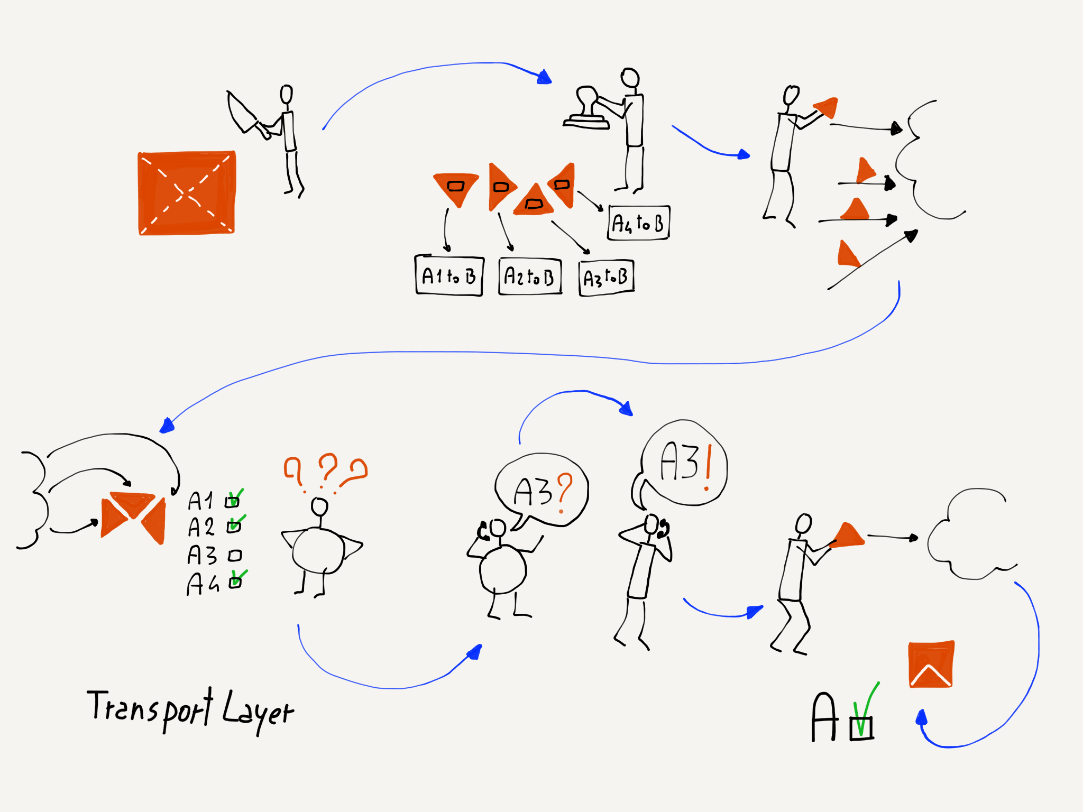 A4 to B
A1 to B
A2 to B
A3 to B
? ? ?
A1
A2
A3
A4
A3?
A3!
Transport Layer
A